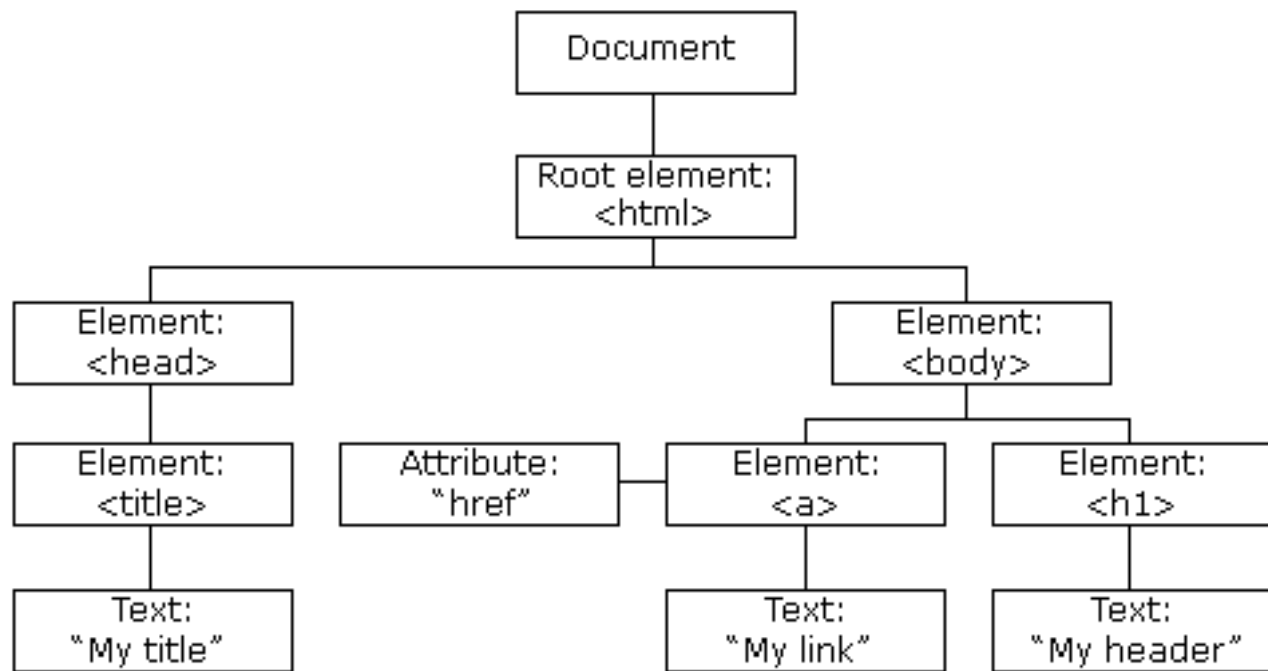 Document
Root element:
<html>
Element:
<head>
Element:
<body>
Element:
<title>
Attribute:
“href”
Element:
<a>
Element:
<h1>
Text:
“My title”
Text:
“My link”
Text:
“My header”